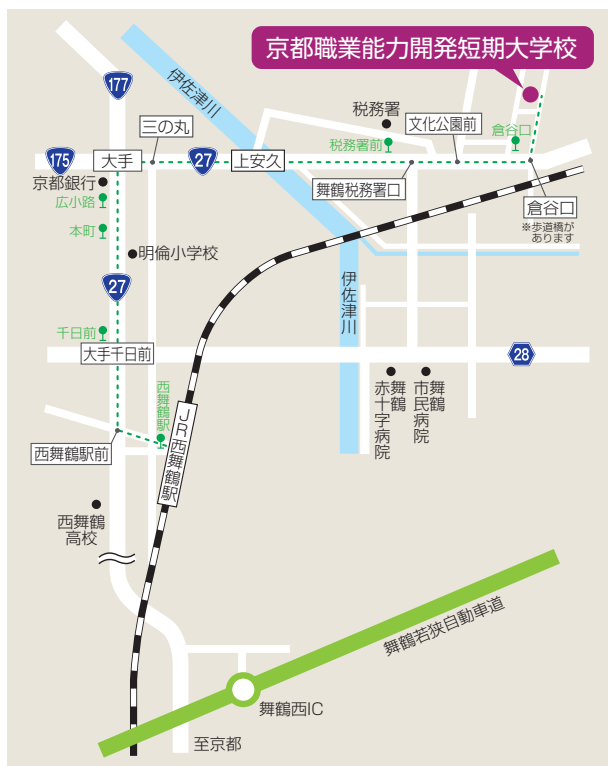 京都職業能力開発短期大学校
177
伊佐津川
税務署
三の丸
文化公園前
倉谷口
税務署前
175
大手
27
上安久
京都銀行
舞鶴税務署口
広小路
倉谷口
※歩道橋が
あります
本町
明倫小学校
27
伊佐津川
千日前
大手千日前
28
西舞鶴駅
舞鶴
赤十字病院
舞鶴
市民病院
JR西舞鶴駅
西舞鶴駅前
西舞鶴
高校
舞鶴若狭自動車道
舞鶴西IC
至京都